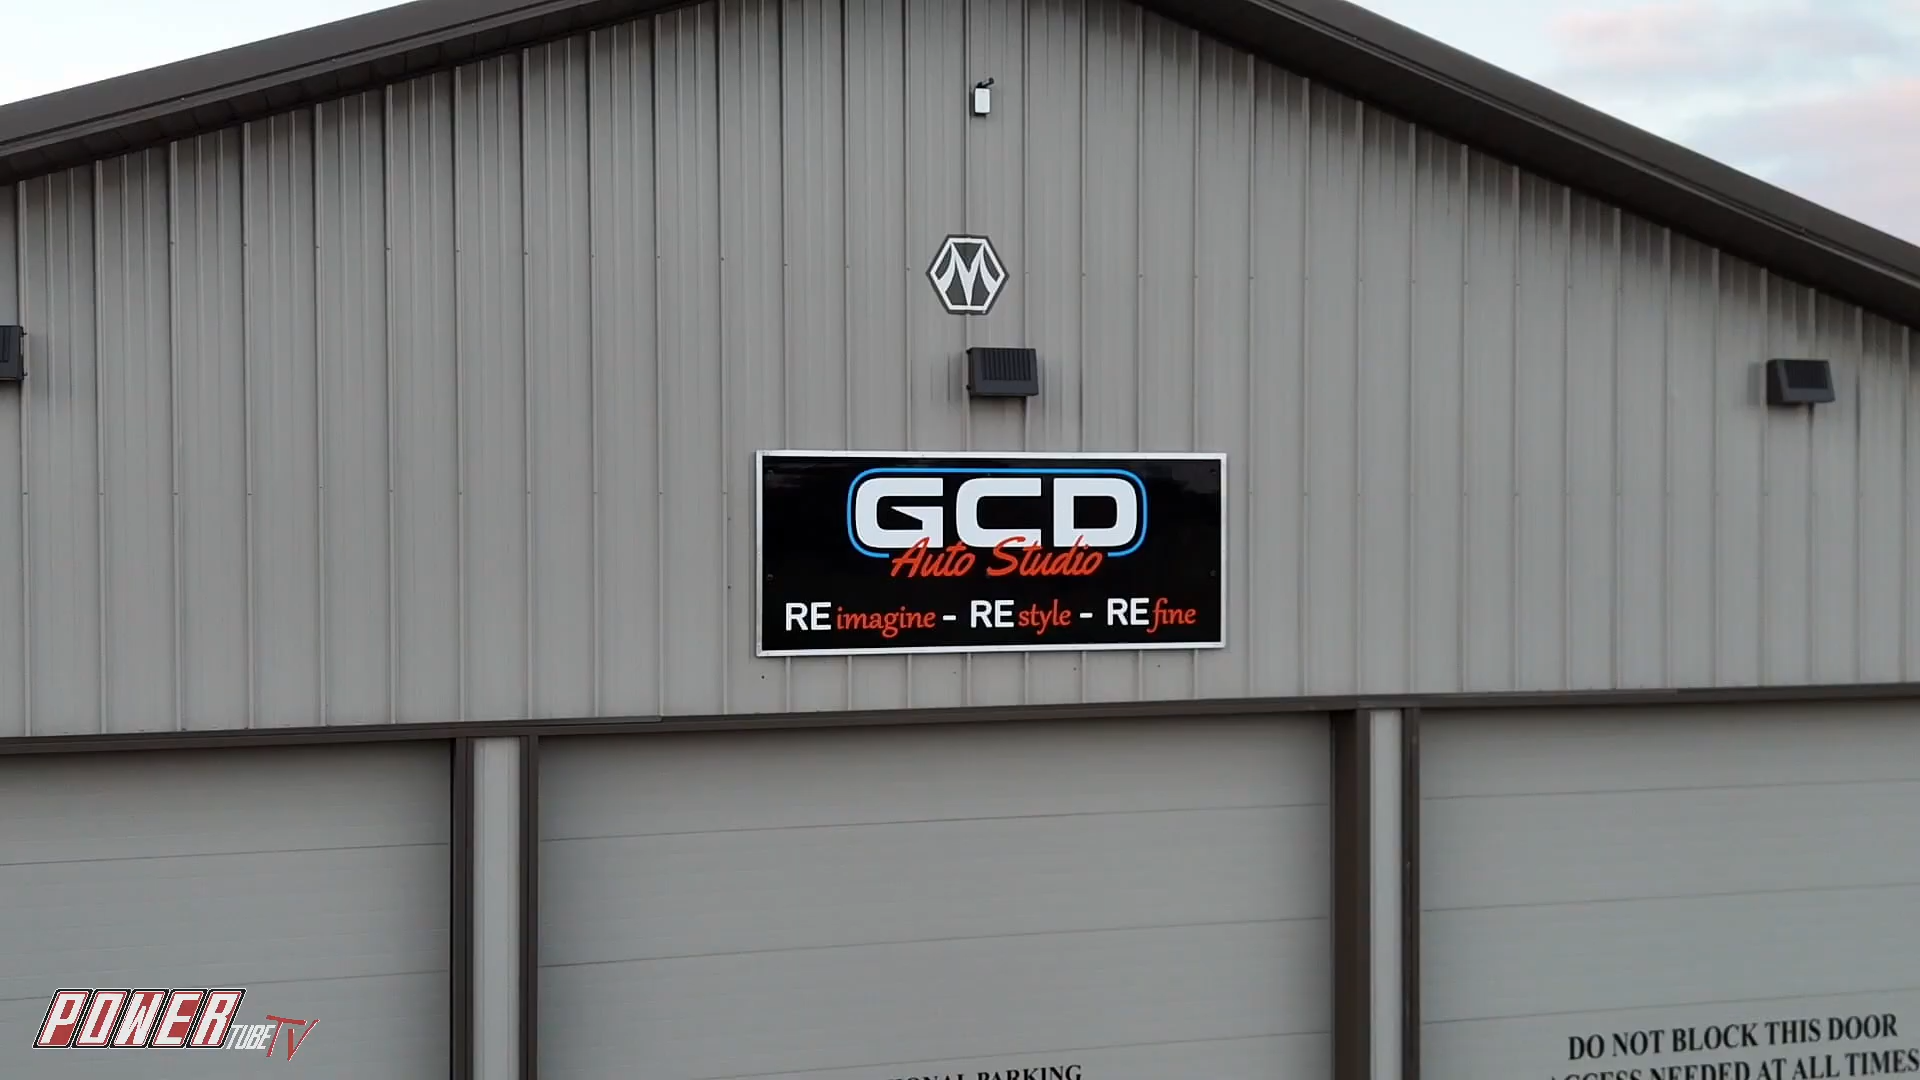 M
GCD
Auto Studio
REimagine - REstyle - REfine
DO NOT BLOCK THIS DOOR
NEEDED AT ALL TIMES
PARKING
POWER TUBE TV